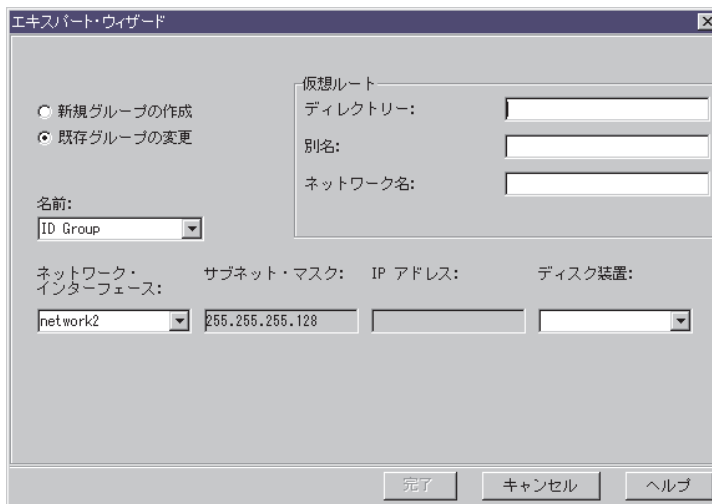 エキスパート・ウィザード
新規グループの作成
既存グループの変更
仮想ルート
ディレクトリー:
別名:
ネットワーク名:
名前:
ID Group
ネットワーク・
インターフェース:
サブネット・マスク:
IP アドレス:
ディスク装置:
network2
255.255.255.128
完了
キャンセル
ヘルプ